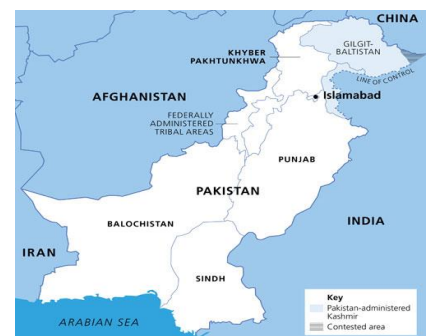 CHINA
GILGIT-
BALTISTAN
KHYBER
PAKHTUNKHWA
LINE OF CONTROL
Islamabad
AFGHANISTAN
FEDERALLY
ADMINISTERED
TRIBAL AREAS
PUNJAB
PAKISTAN
BALOCHISTAN
INDIA
IRAN
SINDH
ARABIAN SEA
Key
Pakistan-administered
Kashmir
Contested area